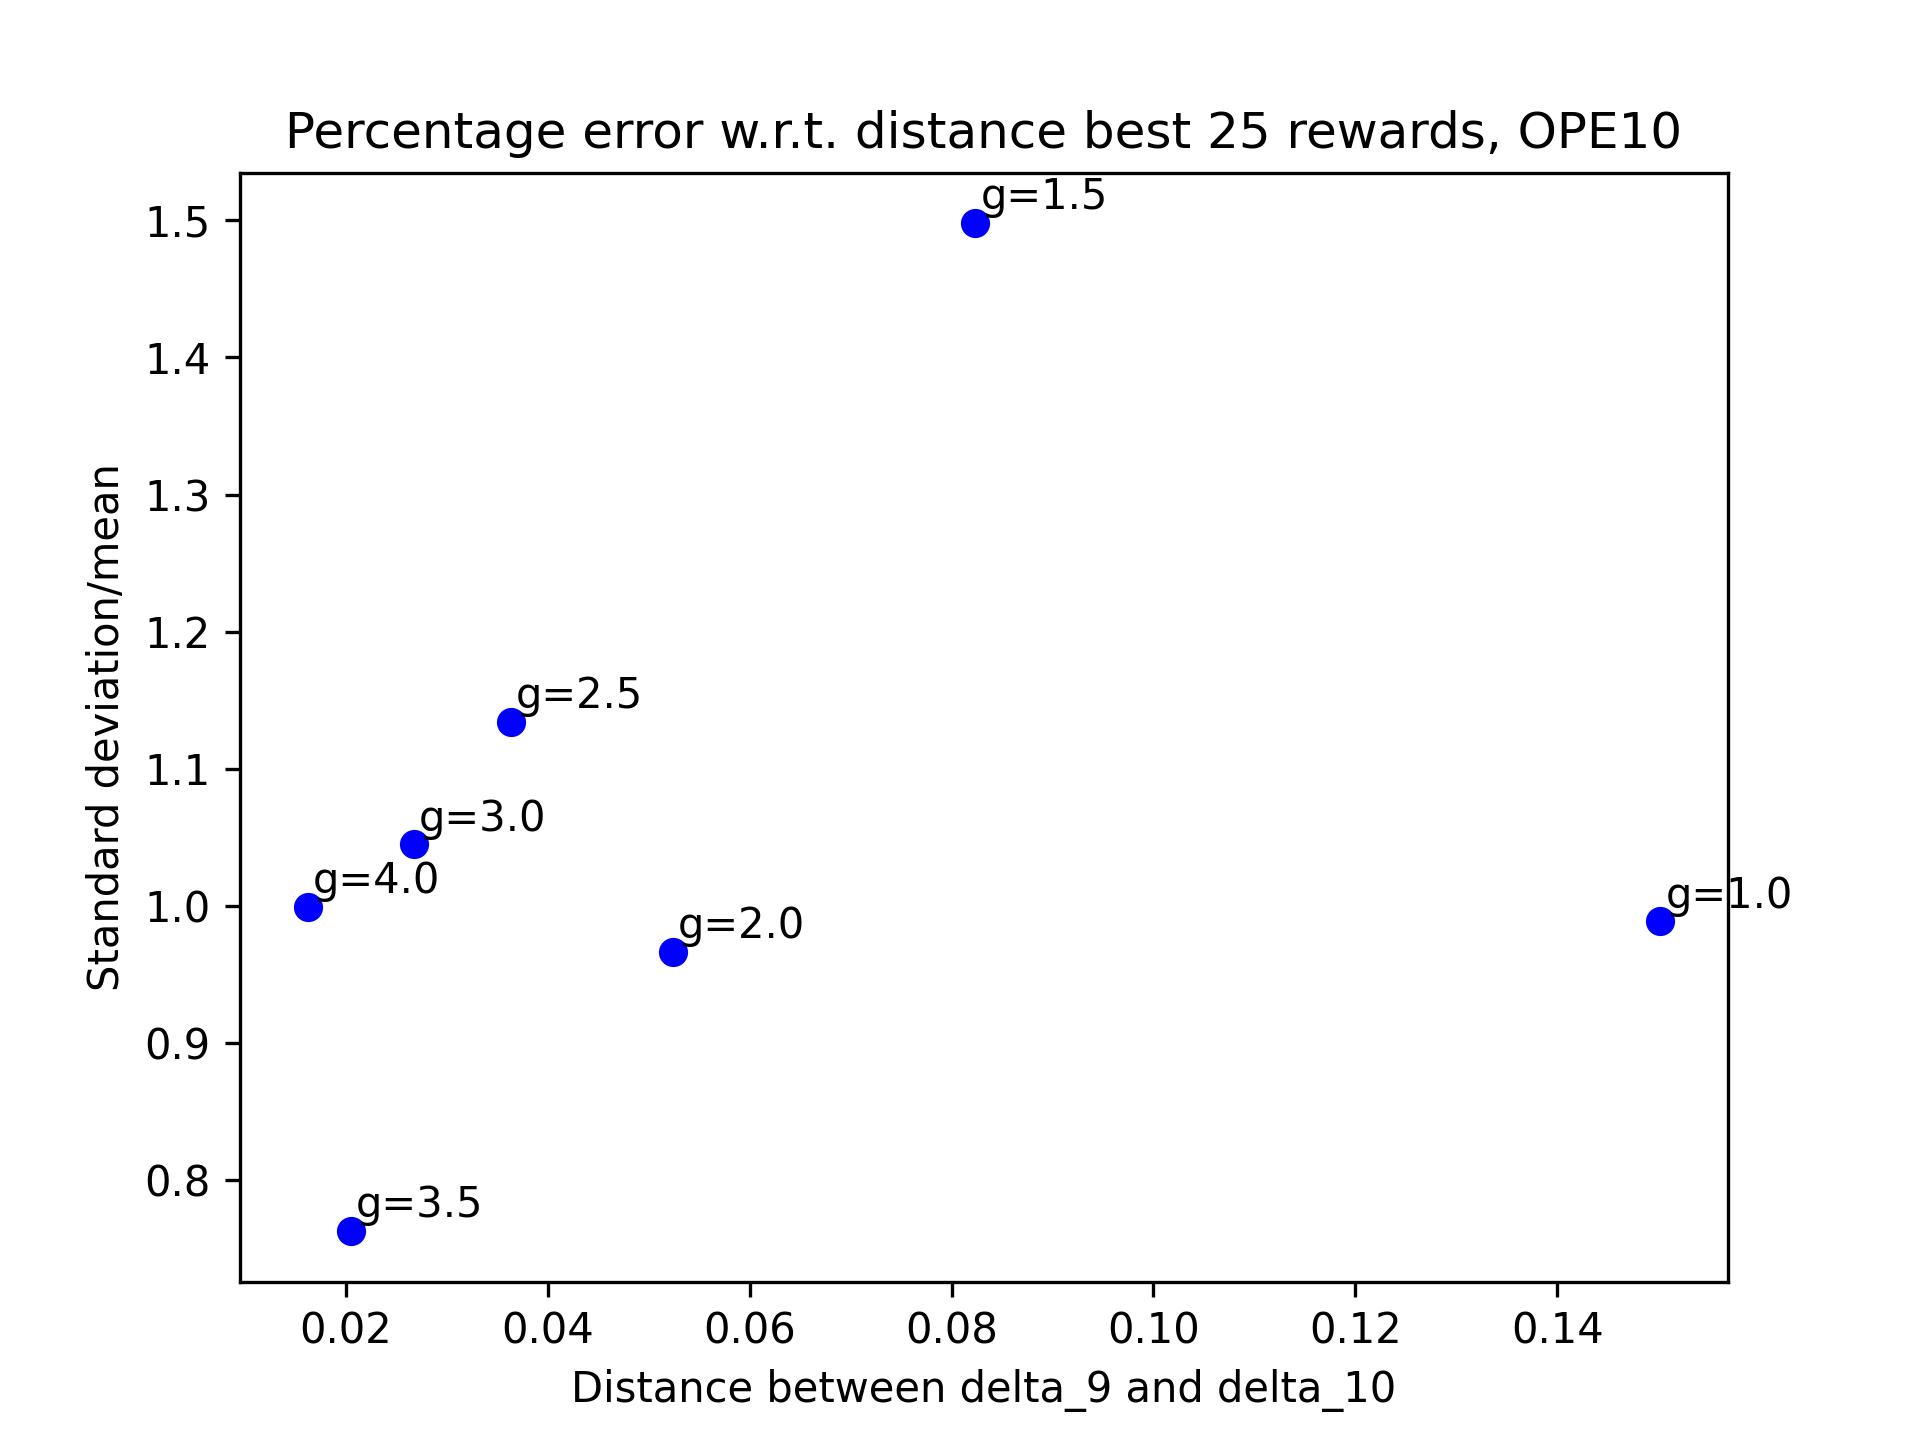 Percentage error w.r.t. distance best 25 rewards, OPE10
g=1.5
1.5
1.4
1.3
1.2
g=2.5
1.1
g=3.0
g=4.0
1.0
g=1.0
g=2.0
0.9
0.8
g=3.5
Standard deviation/mean
0.02 0.04 0.06 0.08 0.10 0.12 0.14
Distance between delta_9 and delta_10